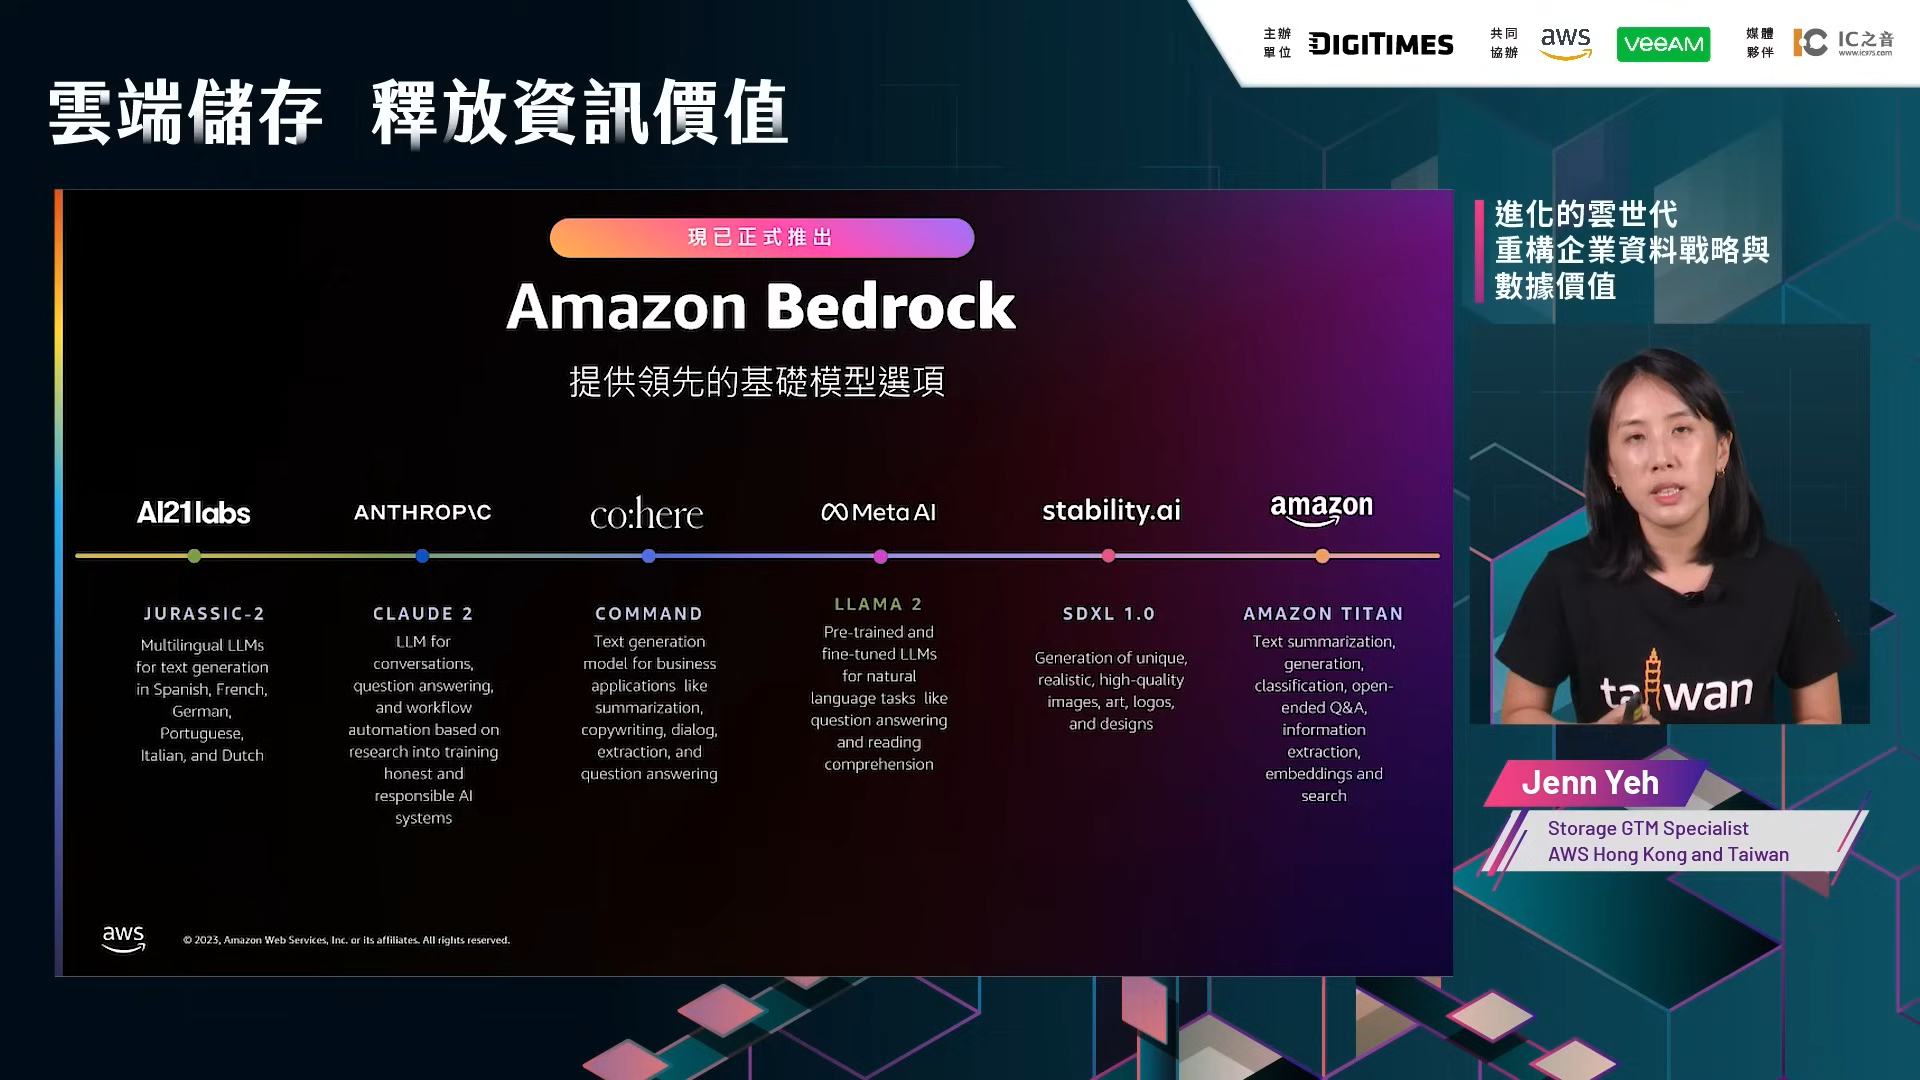 主辦
單位
DIGITIMES
共同
協辦
aws
veeAM
媒體
夥伴
IC IC之音
www.ic975.com
雲端儲存 釋放資訊價值
進化的雲世代
重構企業資料戰略與
數據價值
現已正式推出
Amazon Bedrock
提供領先的基礎模型選項
AI21labs
JURASSIC-2
Multilingual LLMs
for text generation
in Spanish, French,
German,
Portuguese,
Italian, and Dutch
ANTHROP\C
CLAUDE 2
LLM for
conversations,
question answering,
and workflow
automation based on
research into training
honest and
responsible AI
systems
co:here
COMMAND
Text generation
model for business
applications like
summarization,
copywriting, dialog,
extraction, and
question answering
Meta AI
LLAMA 2
Pre-trained and
fine-tuned LLMs
for natural
language tasks like
question answering
and reading
comprehension
stability.ai
SDXL 1.0
Generation of unique,
realistic, high-quality
images, art, logos,
and designs
amazon
AMAZON TITAN
Text summarization,
generation,
classification, open-
ended Q&A,
information
extraction,
embeddings and
search
aws
© 2023, Amazon Web Services, Inc. or its affiliates. All rights reserved.
taiwan
Jenn Yeh
Storage GTM Specialist
AWS Hong Kong and Taiwan